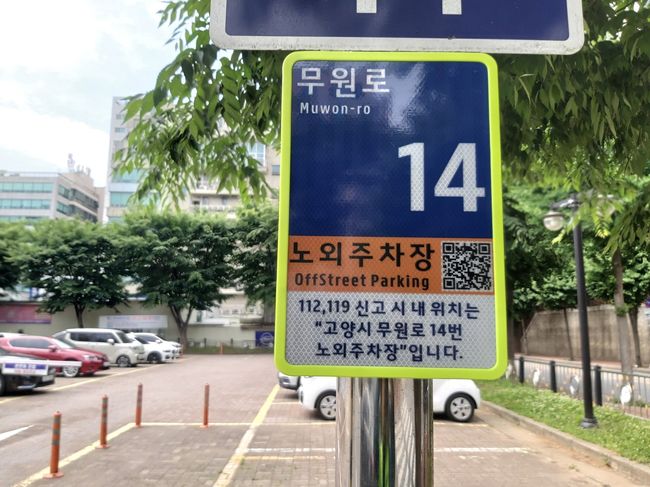 무원로
Muwon-ro
14
노외주차장
OffStreet Parking
112,119 신고 시 내 위치는
"고양시 무원로 14번
노외주차장"입니다.